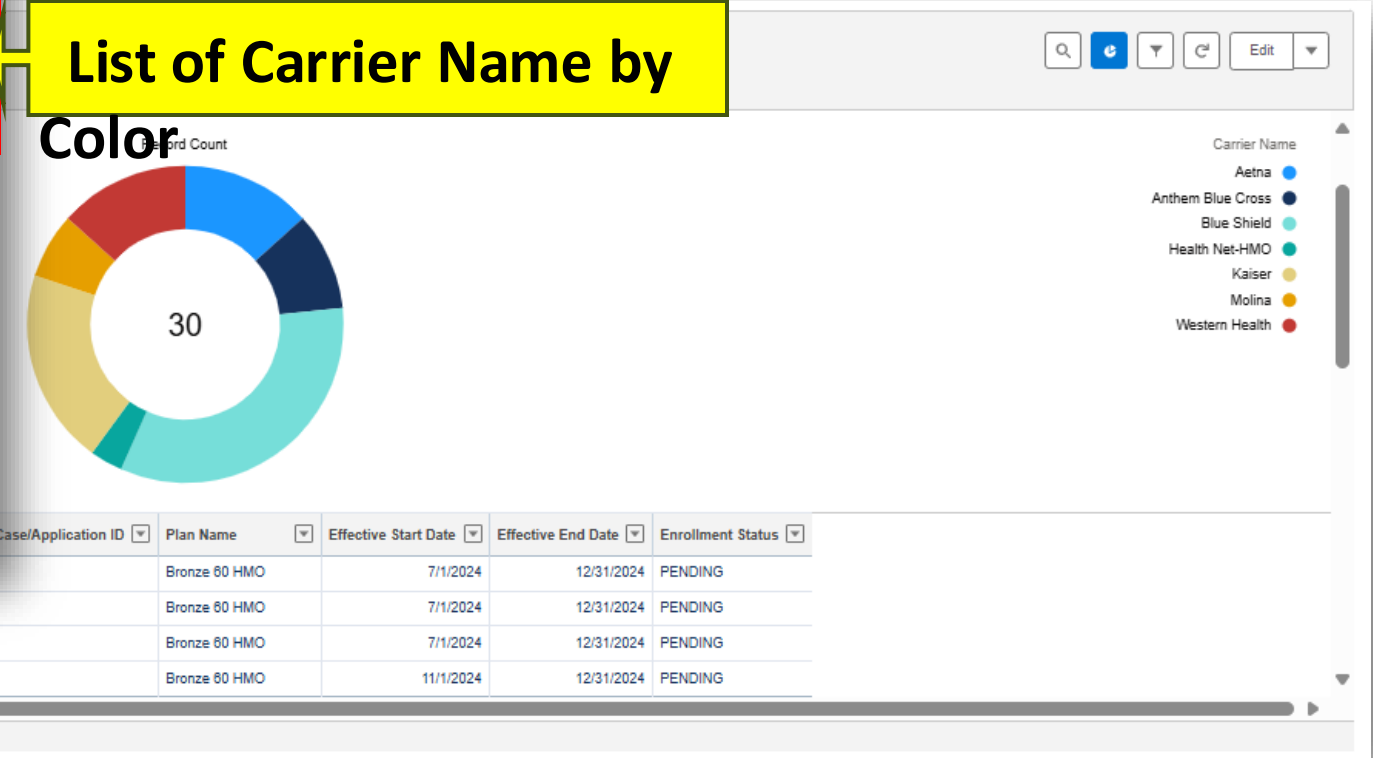 List of Carrier Name by
Color
Edit
Record Count
Carrier Name
Aetna
Anthem Blue Cross
Blue Shield
Health Net-HMO
Kaiser
Molina
Western Health
30
Case/Application ID Plan Name Effective Start Date Effective End Date Enrollment Status
Bronze 60 HMO 7/1/2024 12/31/2024 PENDING
Bronze 60 HMO 7/1/2024 12/31/2024 PENDING
Bronze 60 HMO 7/1/2024 12/31/2024 PENDING
Bronze 60 HMO 11/1/2024 12/31/2024 PENDING